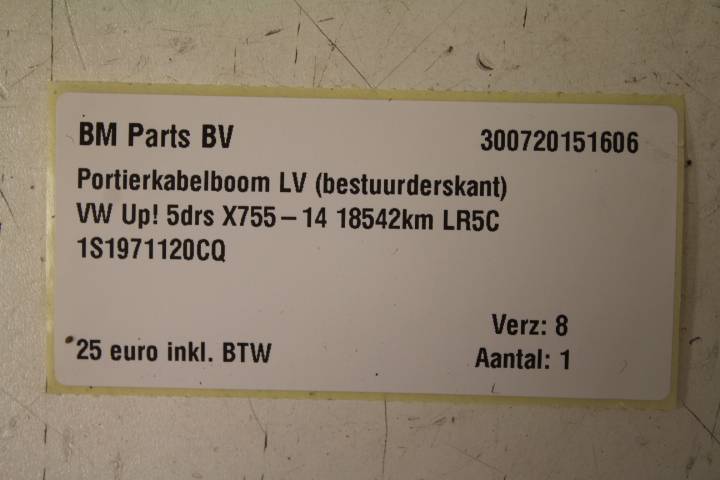 BM Parts BV 300720151606
Portierkabelboom LV (bestuurderskant)
VW Up! 5drs X755-14 18542km LR5C
1S1971120CQ
Verz: 8
25 euro inkl. BTW Aantal: 1